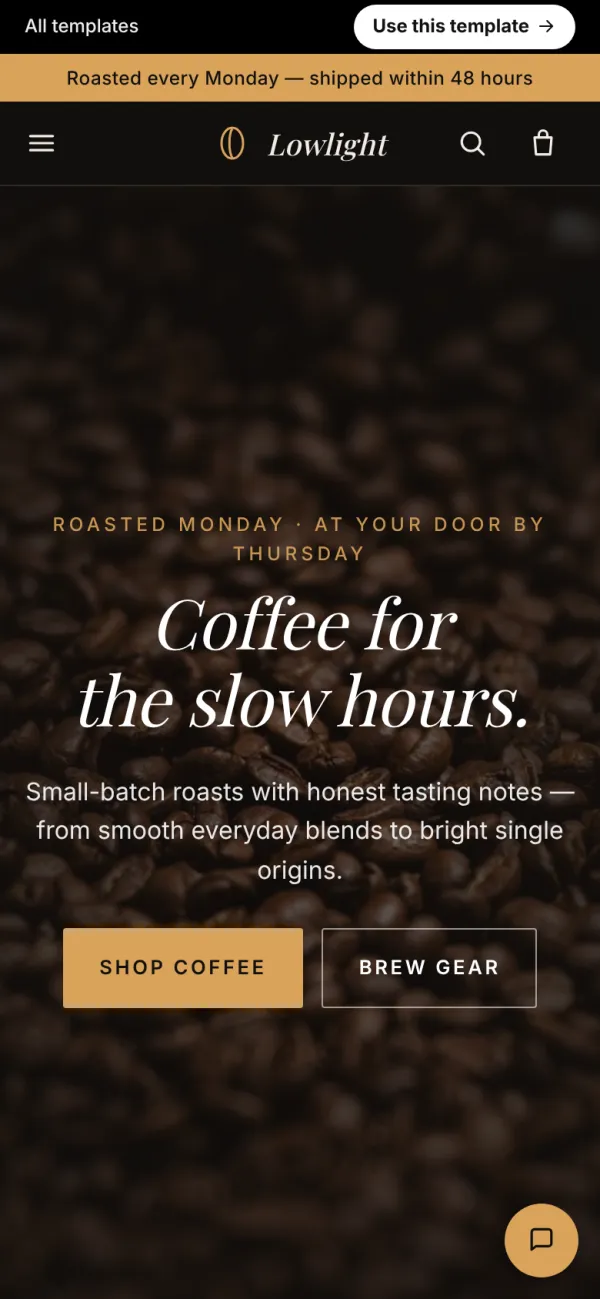 All templates
Use this template →
Roasted every Monday — shipped within 48 hours
Lowlight
ROASTED MONDAY · AT YOUR DOOR BY
THURSDAY
Coffee for
the slow hours.
Small-batch roasts with honest tasting notes —
from smooth everyday blends to bright single
origins.
SHOP COFFEE
BREW GEAR